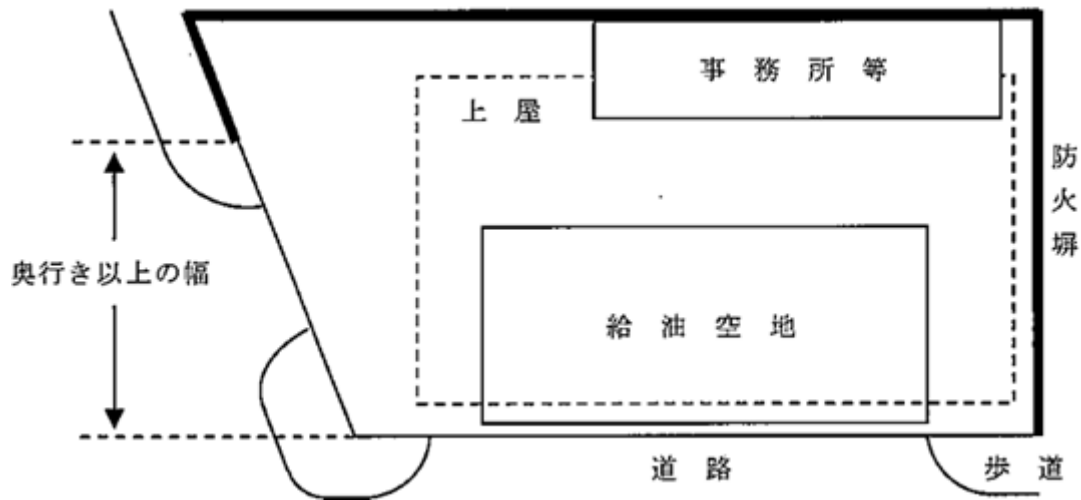 事務所等
上屋
防火塀
奥行き以上の幅
給油空地
道路
歩道